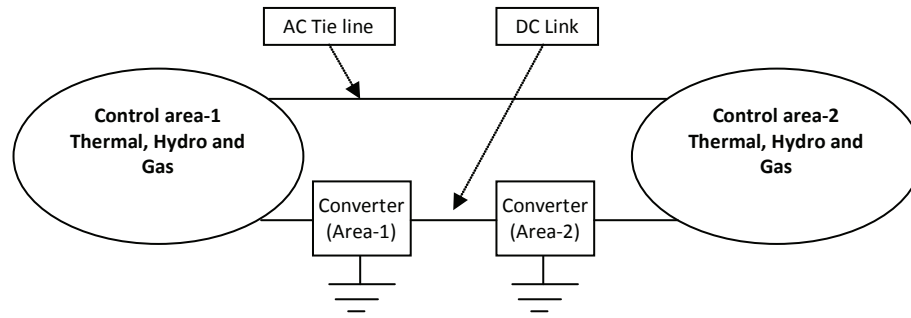 AC Tie line
DC Link
Control area-1
Thermal, Hydro and
Gas
Control area-2
Thermal, Hydro and
Gas
Converter
(Area-1)
Converter
(Area-2)